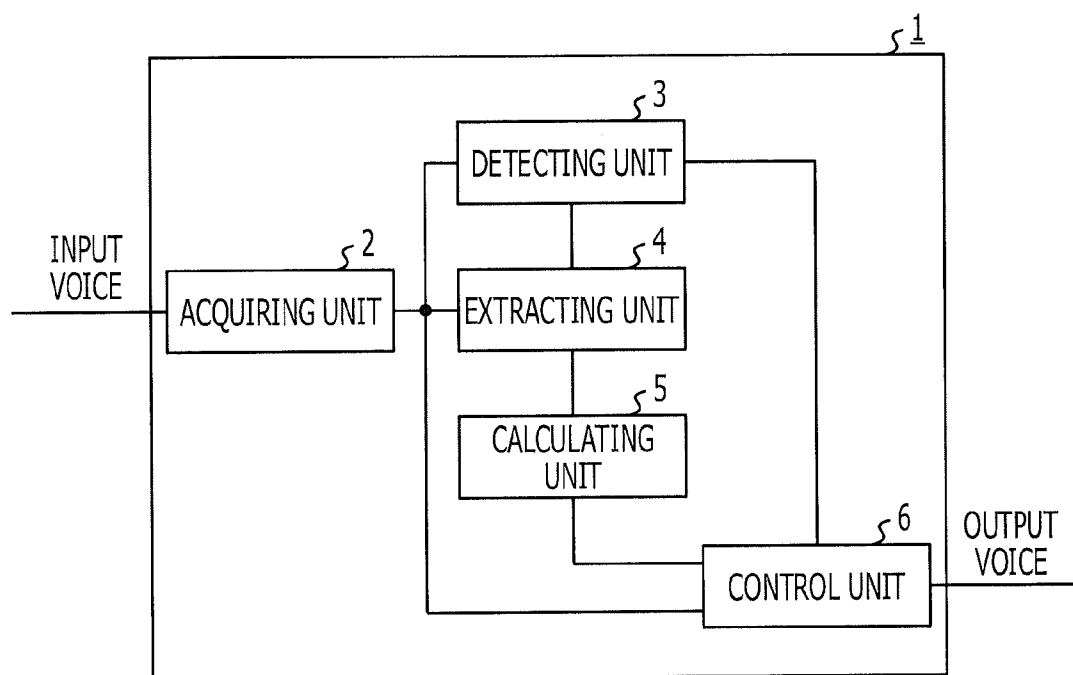 1
3
DETECTING UNIT
INPUT
VOICE
2
ACQUIRING UNIT
4
EXTRACTING UNIT
5
CALCULATING
UNIT
6
CONTROL UNIT
OUTPUT
VOICE